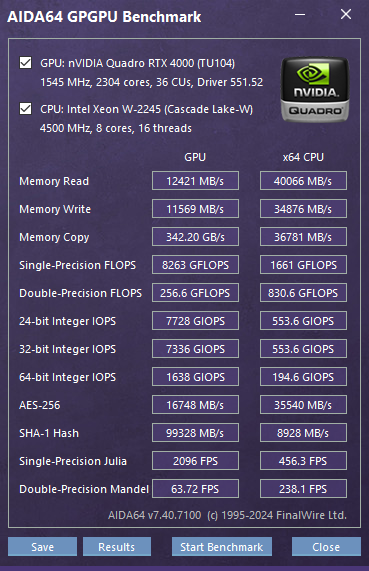 AIDA64 GPGPU Benchmark
GPU: nVIDIA Quadro RTX 4000 (TU104)
1545 MHz, 2304 cores, 36 CUs, Driver 551.52
CPU: Intel Xeon W-2245 (Cascade Lake-W)
4500 MHz, 8 cores, 16 threads
nVIDIA
QUADRO
GPU x64 CPU
Memory Read 12421 MB/s 40066 MB/s
Memory Write 11569 MB/s 34876 MB/s
Memory Copy 342.20 GB/s 36781 MB/s
Single-Precision FLOPS 8263 GFLOPS 1661 GFLOPS
Double-Precision FLOPS 256.6 GFLOPS 830.6 GFLOPS
24-bit Integer IOPS 7728 GIOPS 553.6 GIOPS
32-bit Integer IOPS 7336 GIOPS 553.6 GIOPS
64-bit Integer IOPS 1638 GIOPS 194.6 GIOPS
AES-256 16748 MB/s 35540 MB/s
SHA-1 Hash 99328 MB/s 8928 MB/s
Single-Precision Julia 2096 FPS 456.3 FPS
Double-Precision Mandel 63.72 FPS 238.1 FPS
AIDA64 v7.40.7100 (c) 1995-2024 FinalWire Ltd.
Save Results Start Benchmark Close